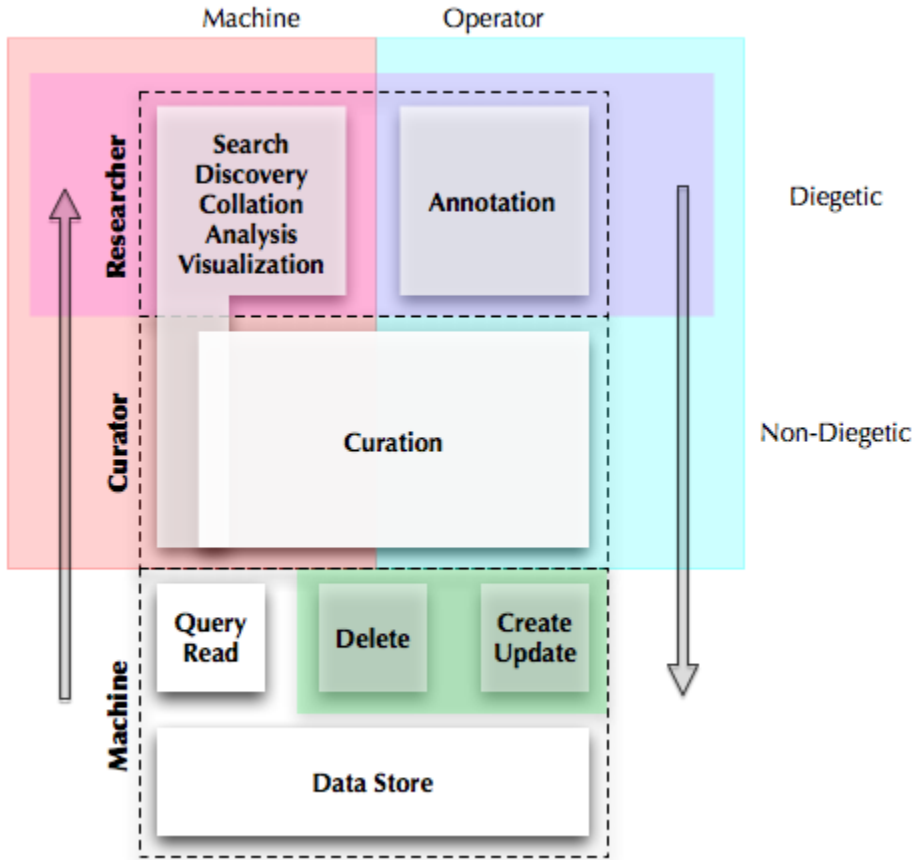 Machine
Operator
Researcher
Search
Discovery
Collation
Analysis
Visualization
Annotation
Diegetic
Curator
Curation
Non-Diegetic
Machine
Query
Read
Delete
Create
Update
Data Store